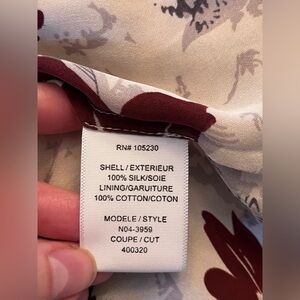 RN# 105230
SHELL/EXTERIEUR
100% SILK/SOIE
LINING/GARUITURE
100% COTTON/COTON
MODELE/STYLE
N04-3959
COUPE/CUT
400320